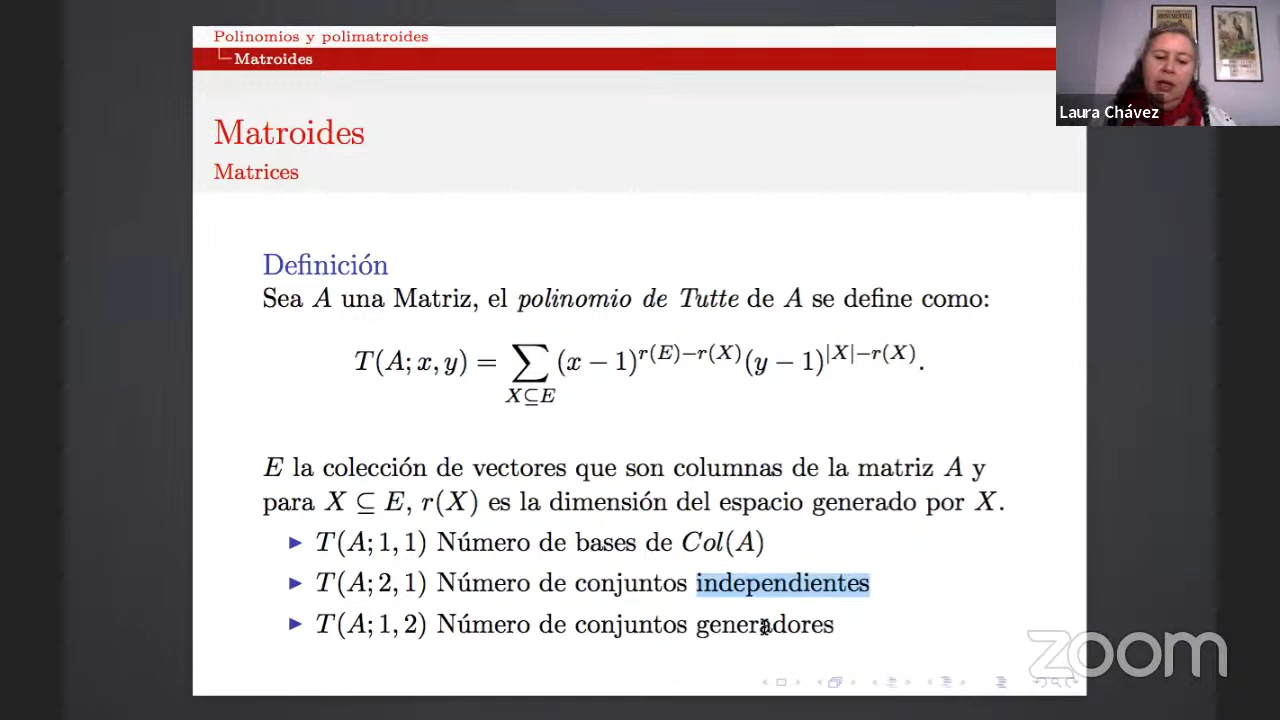 Polinomios y polimatroides
Matroides
Laura Chávez
Matroides
Matrices
Definición
Sea A una Matriz, el polinomio de Tutte de A se define como:
T(A; x, y) = ∑_{X⊆E} (x − 1)^{r(E)−r(X)} (y − 1)^{|X|−r(X)}.
E la colección de vectores que son columnas de la matriz A y
para X ⊆ E, r(X) es la dimensión del espacio generado por X.
▶ T(A; 1, 1) Número de bases de Col(A)
▶ T(A; 2, 1) Número de conjuntos independientes
▶ T(A; 1, 2) Número de conjuntos generadores
zoom